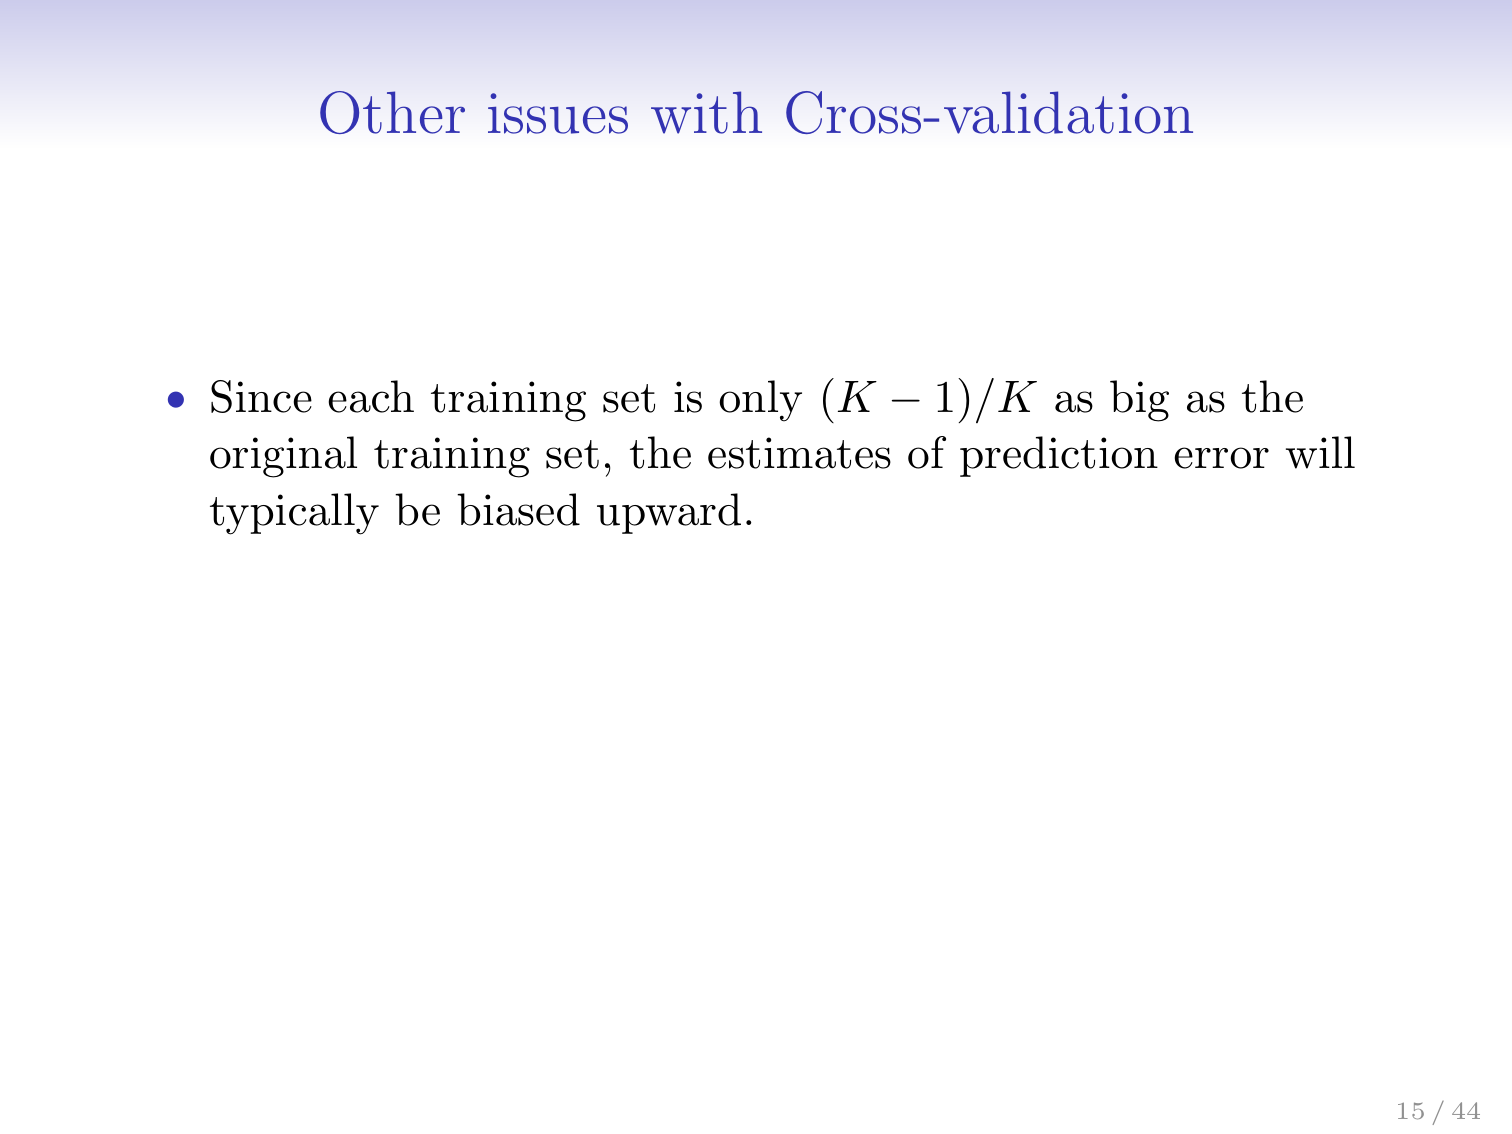 Other issues with Cross-validation
• Since each training set is only (K − 1)/K as big as the
original training set, the estimates of prediction error will
typically be biased upward.
15 / 44